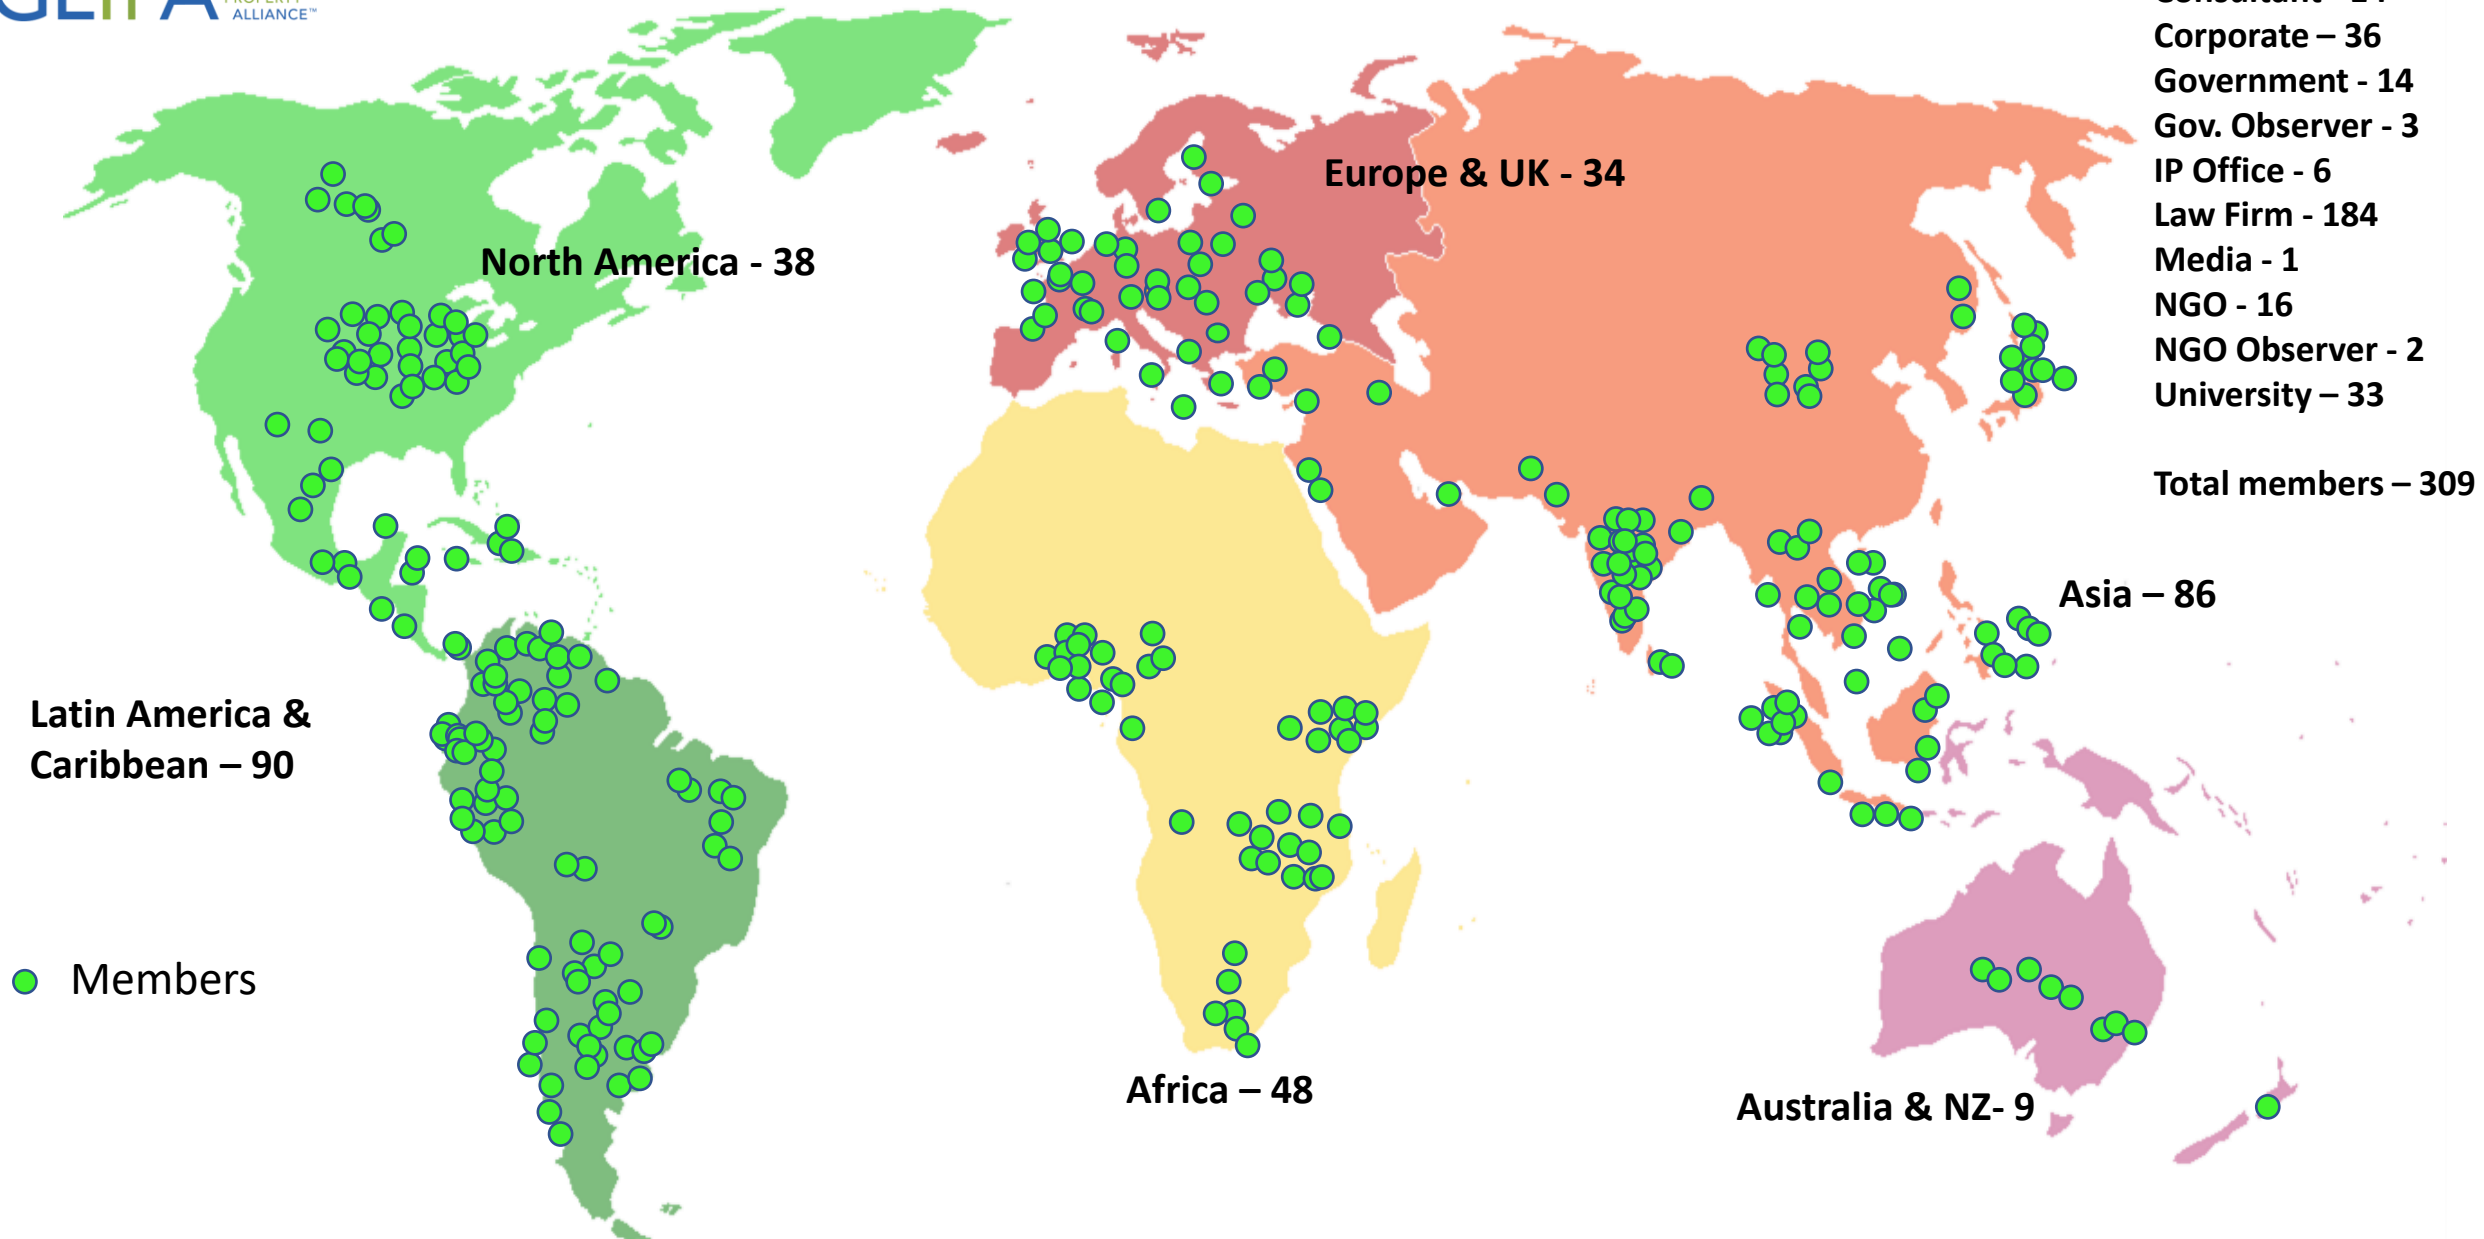 ALLIANCE™
Corporate – 36
Government - 14
Gov. Observer - 3
IP Office - 6
Law Firm - 184
Media - 1
NGO - 16
NGO Observer - 2
University – 33
Total members – 309
Europe & UK - 34
North America - 38
Asia – 86
Latin America &
Caribbean – 90
Members
Africa – 48
Australia & NZ- 9